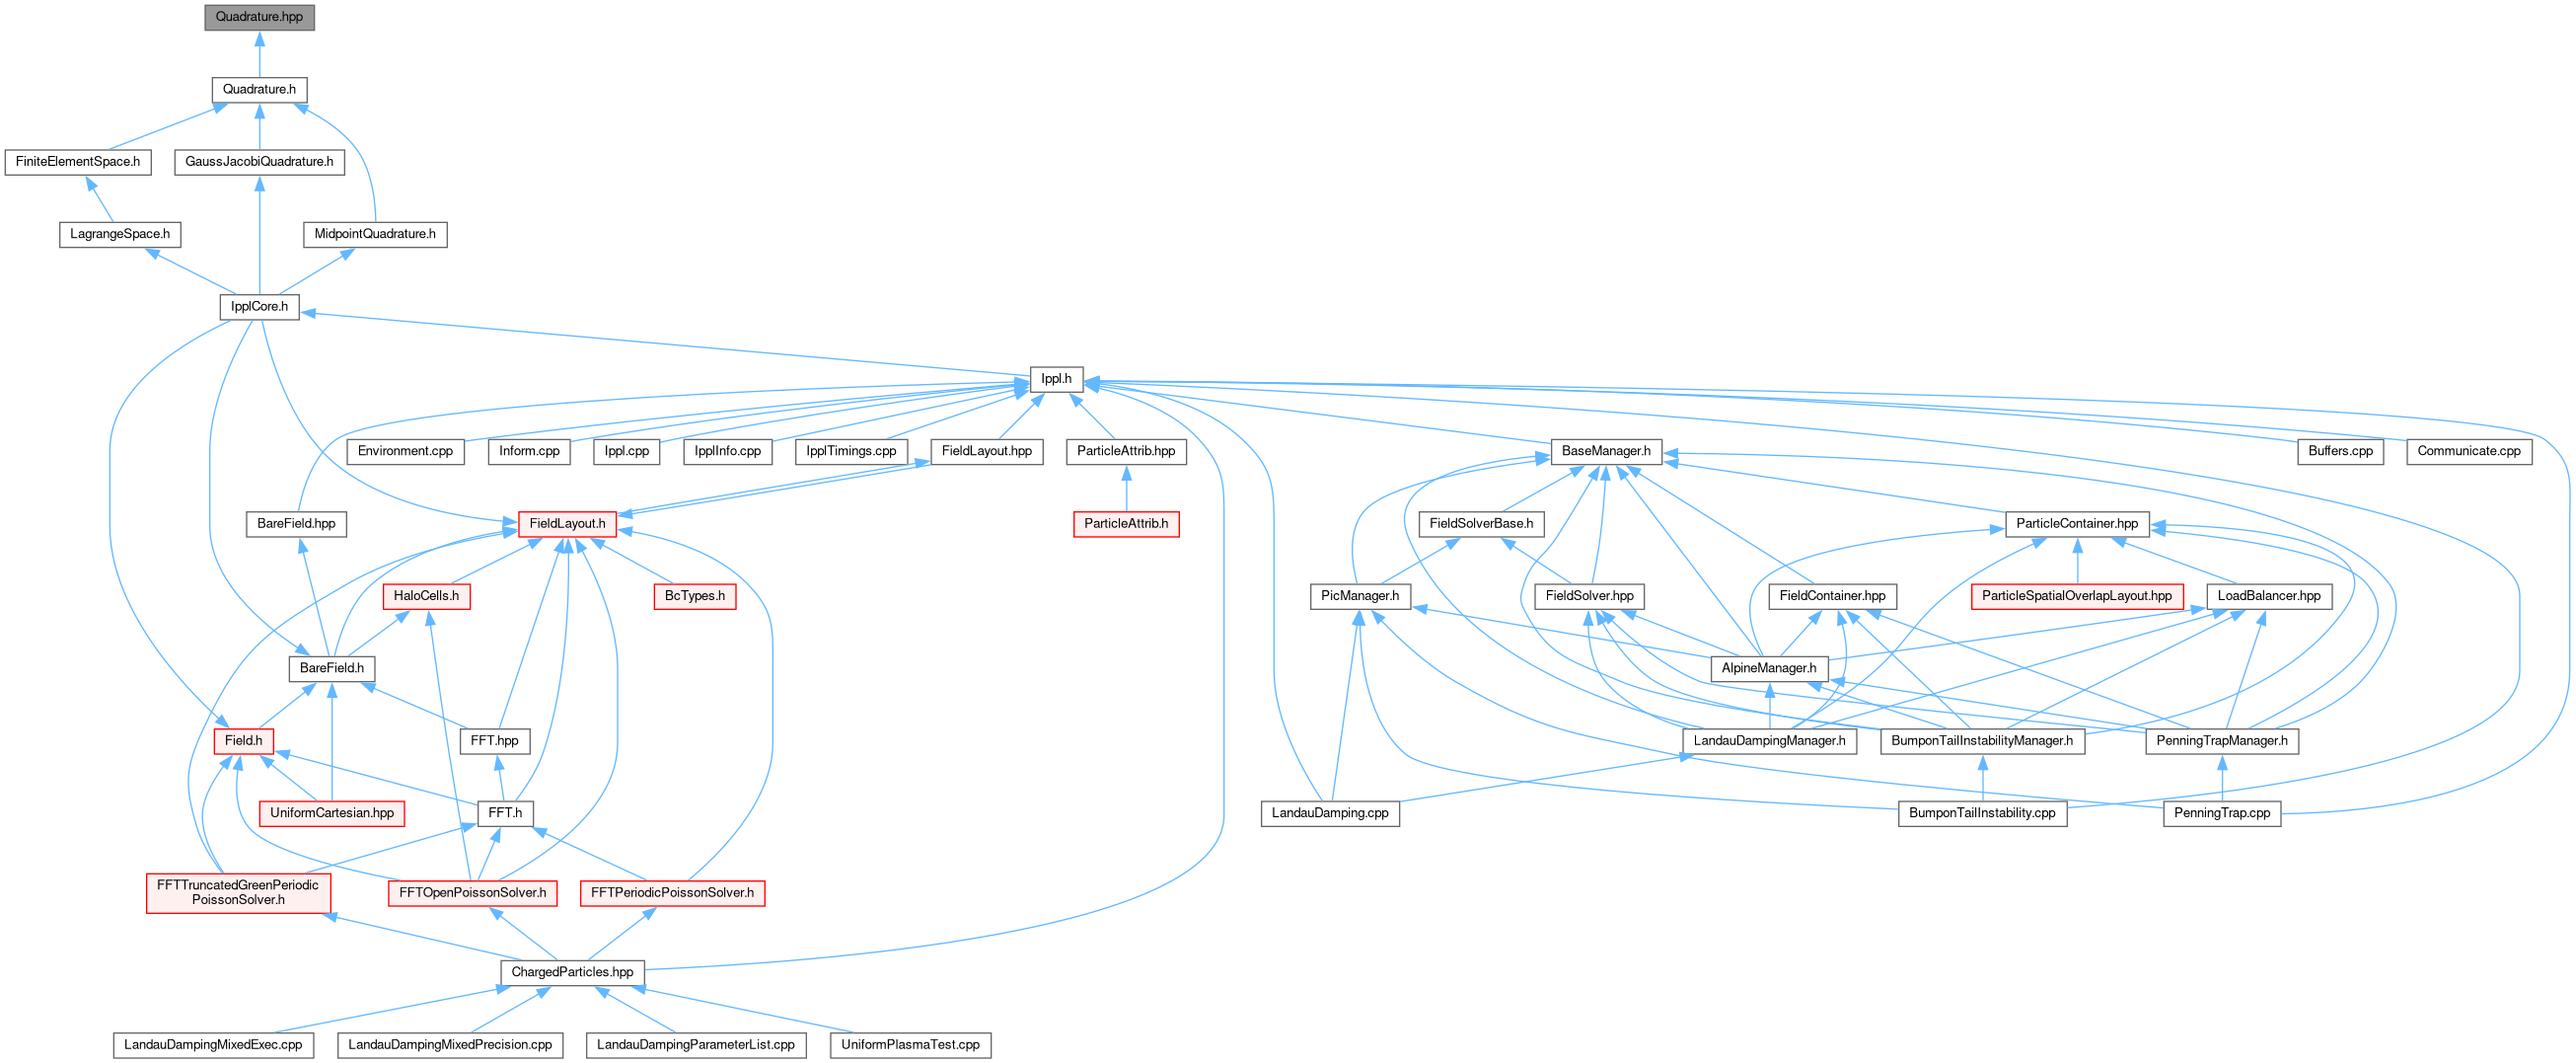 Quadrature.hpp
Quadrature.h
FiniteElementSpace.h
GaussJacobiQuadrature.h
LagrangeSpace.h
MidpointQuadrature.h
IpplCore.h
Ippl.h
Environment.cpp
Inform.cpp
Ippl.cpp
IpplInfo.cpp
IpplTimings.cpp
FieldLayout.hpp
ParticleAttrib.hpp
BaseManager.h
Buffers.cpp
Communicate.cpp
BareField.hpp
FieldLayout.h
ParticleAttrib.h
FieldSolverBase.h
ParticleContainer.hpp
HaloCells.h
BcTypes.h
PicManager.h
FieldSolver.hpp
FieldContainer.hpp
ParticleSpatialOverlapLayout.hpp
LoadBalancer.hpp
BareField.h
AlpineManager.h
Field.h
FFT.hpp
LandauDampingManager.h
BumponTailInstabilityManager.h
PenningTrapManager.h
UniformCartesian.hpp
FFT.h
LandauDamping.cpp
BumponTailInstability.cpp
PenningTrap.cpp
FFTTruncatedGreenPeriodic
PoissonSolver.h
FFTOpenPoissonSolver.h
FFTPeriodicPoissonSolver.h
ChargedParticles.hpp
LandauDampingMixedExec.cpp
LandauDampingMixedPrecision.cpp
LandauDampingParameterList.cpp
UniformPlasmaTest.cpp